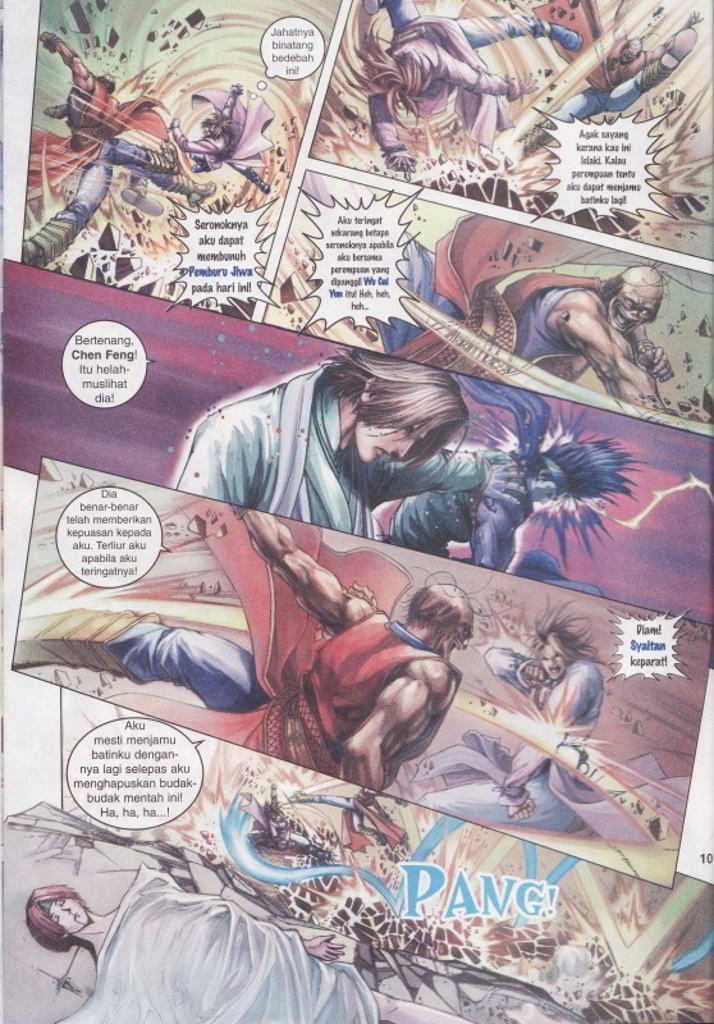 Jahatnya
binatang
bedebah
ini!
Seronoknya
aku dapat
membunuh
Pemburu Jiwa
pada hari ini!
Agak sayang
kerana kau ini
lelaki. Kalau
perempuan tentu
aku dapat menjamu
batinku lagi!
Aku teringat
sekarang betapa
seronoknya apabila
aku bersama
perempuan yang
dipanggil Wu Cai
Yun itu! Heh, heh,
heh...
Bertenang,
Chen Feng!
Itu helah-
muslihat
dia!
Dia
benar-benar
telah memberikan
kepuasan kepada
aku. Terliur aku
apabila aku
teringatnya!
Diam!
Syaitan
keparat!
Aku
mesti menjamu
batinku dengan-
nya lagi selepas aku
menghapuskan budak-
budak mentah ini!
Ha, ha, ha...!
PANG!
10